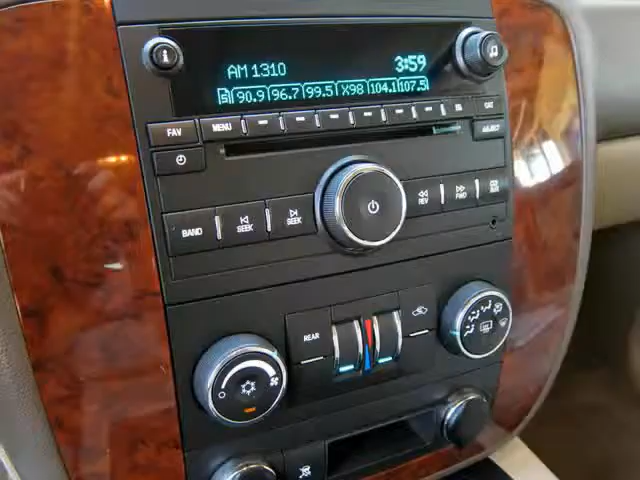 AM 1310 3:59
90.9 96.7 99.5 X98 104.1 107.5
FAV MENU CAT
EJECT
BAND SEEK SEEK REV FWD
REAR